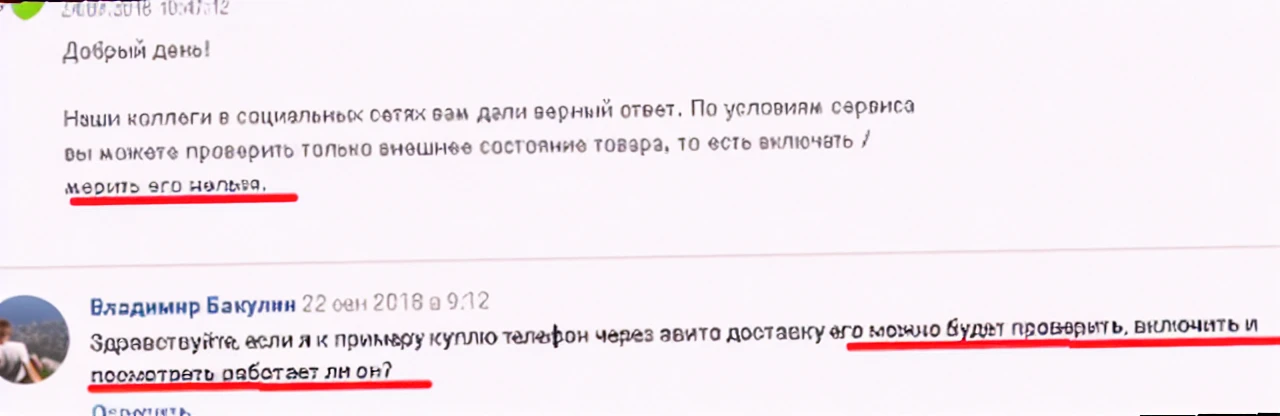 10:47:12
Добрый день!
Наши коллеги в социальных сетях вам дали верный ответ. По условиям сервиса
вы можете проверить только внешнее состояние товара, то есть включать /
мерить его нельзя.
Владимир Бакулин 22 сен 2018 в 9:12
Здравствуйте, если я к примеру куплю телефон через авито доставку его можно будет проверить, включить и
посмотреть работает ли он?
Ответить